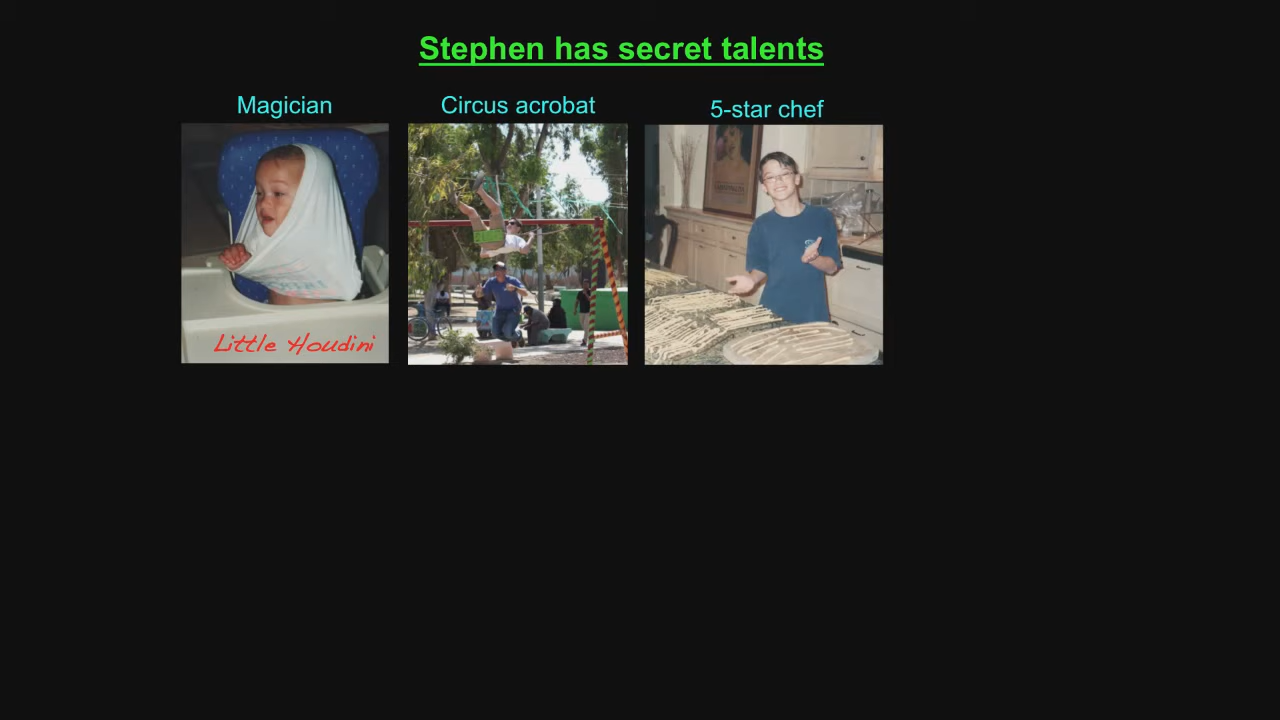 Stephen has secret talents
Magician
Circus acrobat
5-star chef
Little Houdini